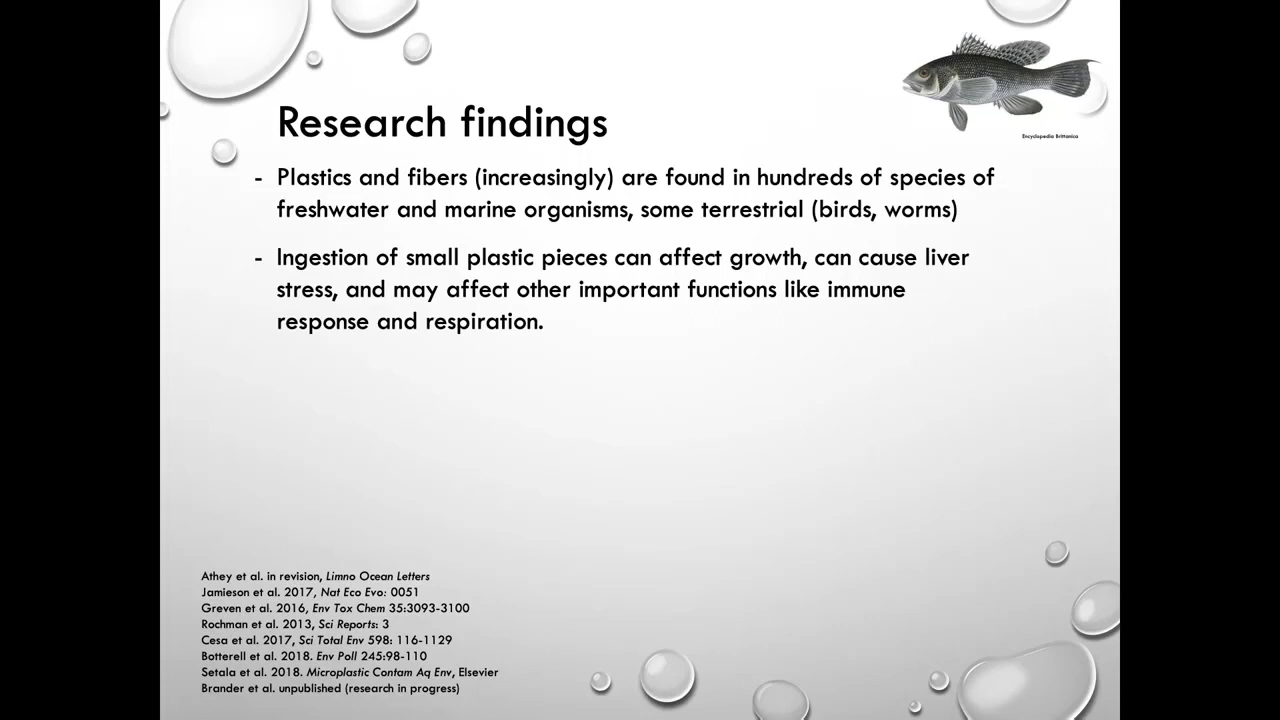 Encyclopedia Brittanica
Research findings
- Plastics and fibers (increasingly) are found in hundreds of species of
freshwater and marine organisms, some terrestrial (birds, worms)
- Ingestion of small plastic pieces can affect growth, can cause liver
stress, and may affect other important functions like immune
response and respiration.
Athey et al. in revision, Limno Ocean Letters
Jamieson et al. 2017, Nat Eco Evo: 0051
Greven et al. 2016, Env Tox Chem 35:3093-3100
Rochman et al. 2013, Sci Reports: 3
Cesa et al. 2017, Sci Total Env 598: 116-1129
Botterell et al. 2018. Env Poll 245:98-110
Setala et al. 2018. Microplastic Contam Aq Env, Elsevier
Brander et al. unpublished (research in progress)